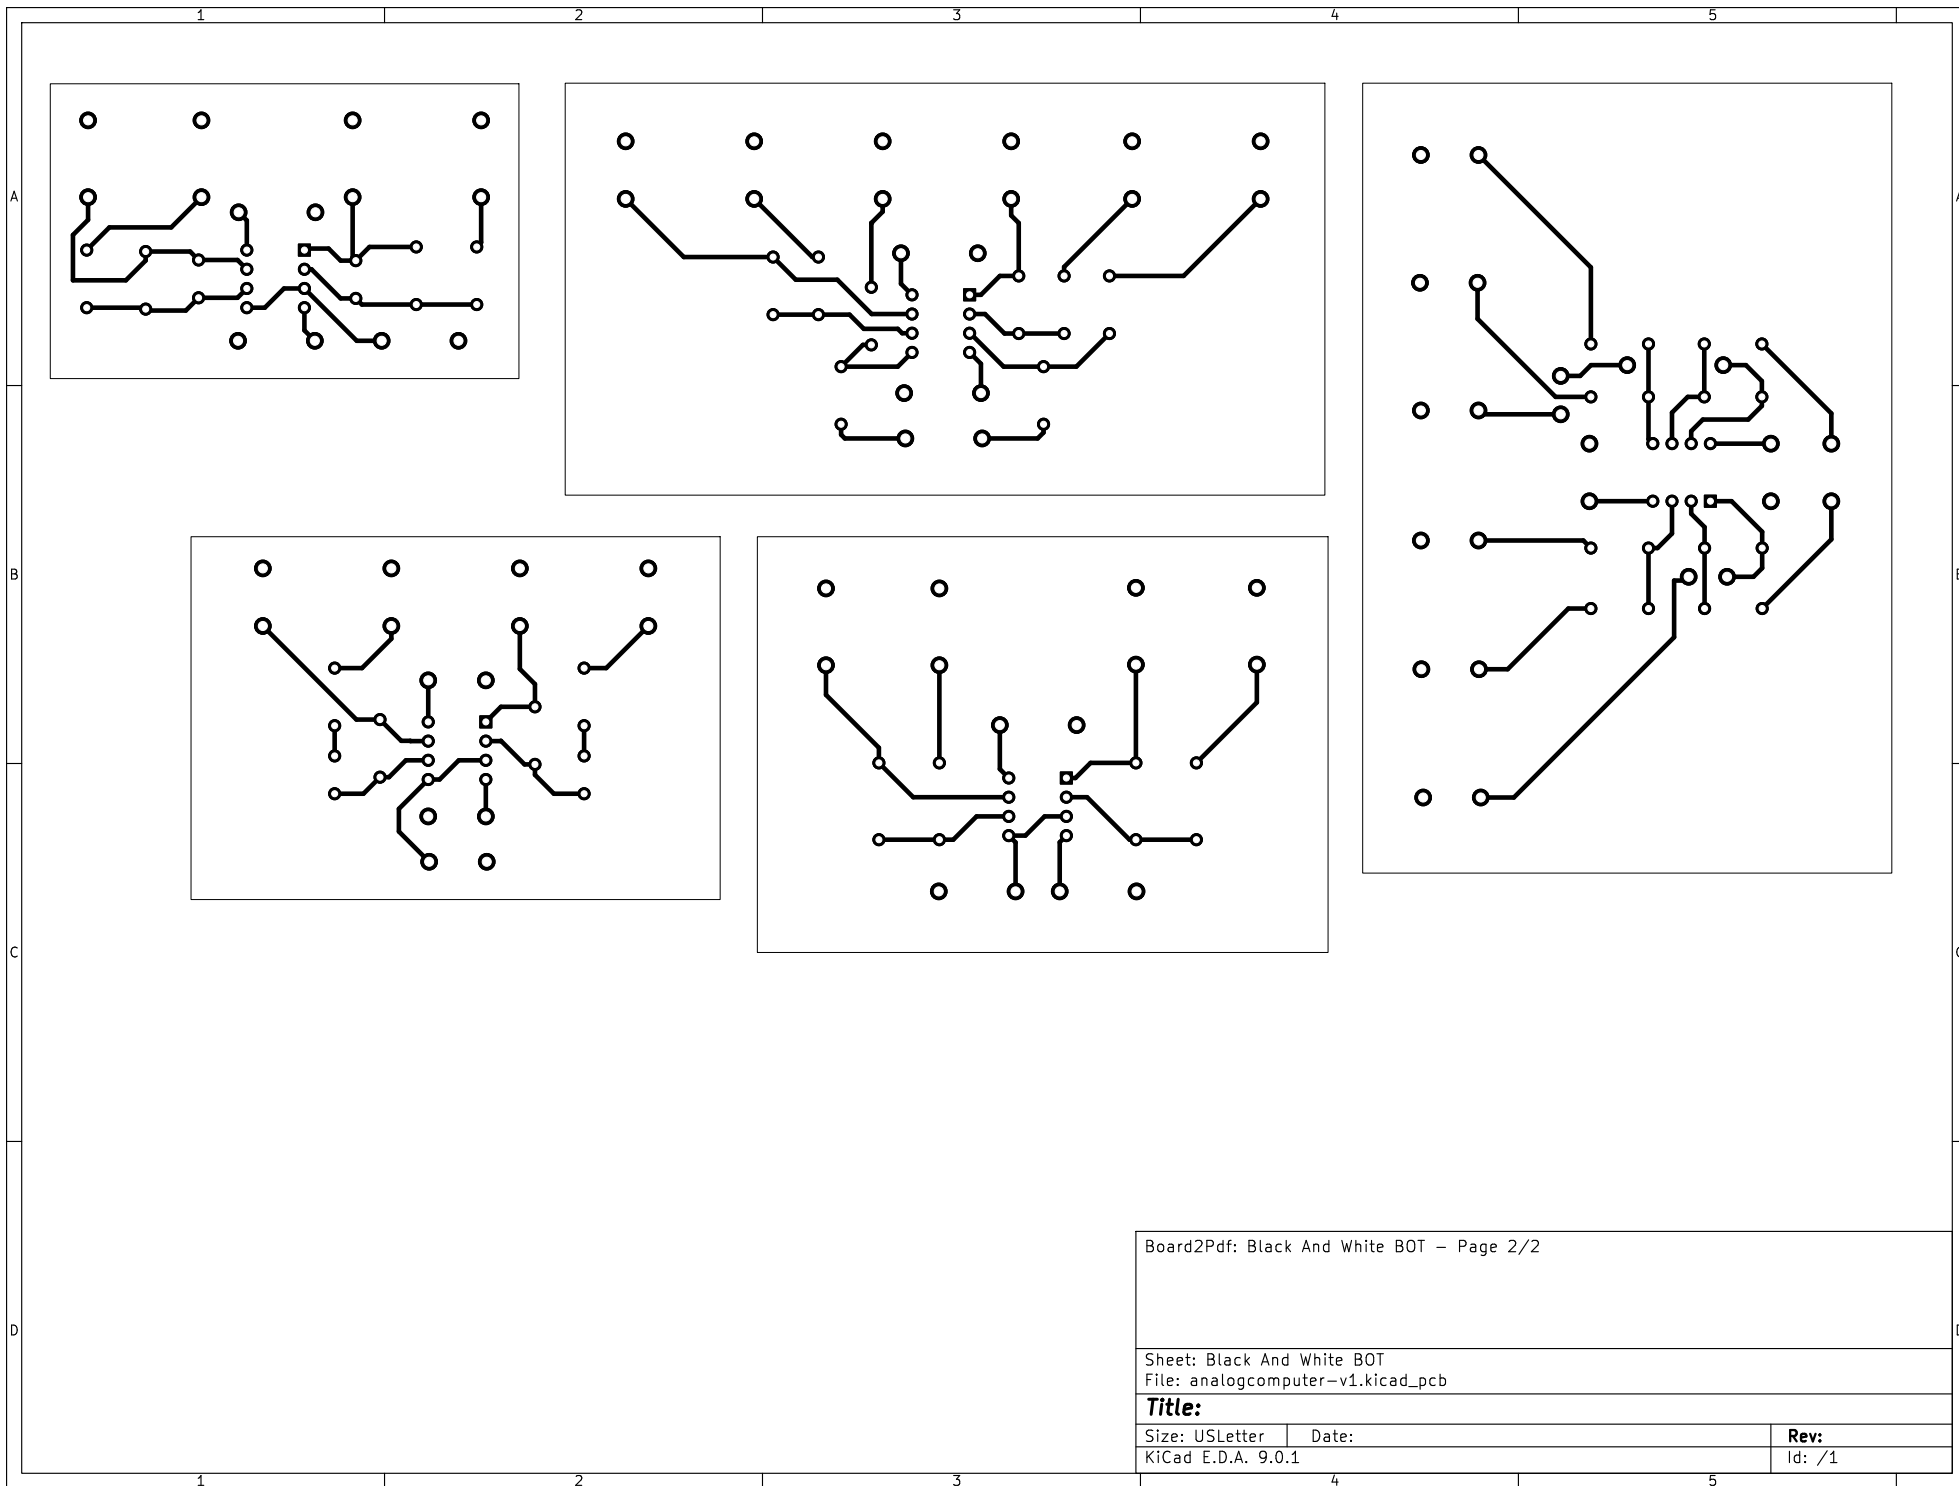 1 2 3 4 5
A A
B B
C C
D D
Board2Pdf: Black And White BOT - Page 2/2
Sheet: Black And White BOT
File: analogcomputer-v1.kicad_pcb
Title:
Size: USLetter Date: Rev:
KiCad E.D.A. 9.0.1 Id: /1
1 2 3 4 5